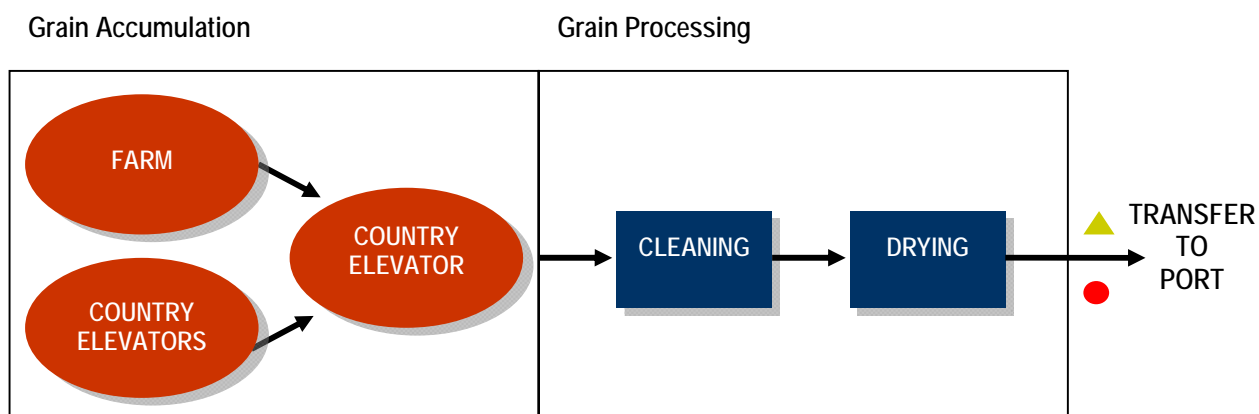 Grain Accumulation
Grain Processing
FARM
COUNTRY
ELEVATORS
COUNTRY
ELEVATOR
CLEANING
DRYING
TRANSFER
TO
PORT